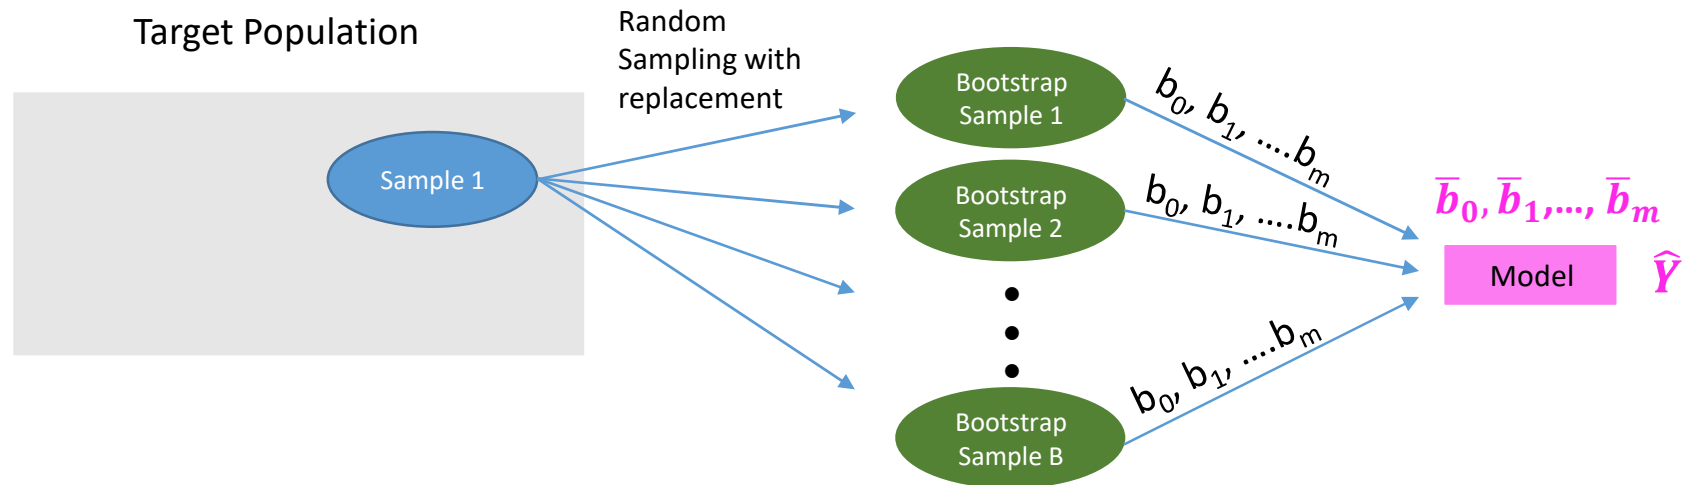 Target Population
Random
Sampling with
replacement
Sample 1
Bootstrap
Sample 1
b₀, b₁, ....bₘ
Bootstrap
Sample 2
b₀, b₁, ....bₘ
Bootstrap
Sample B
b₀, b₁, ....bₘ
b̅₀, b̅₁,..., b̅ₘ
Model
Ŷ